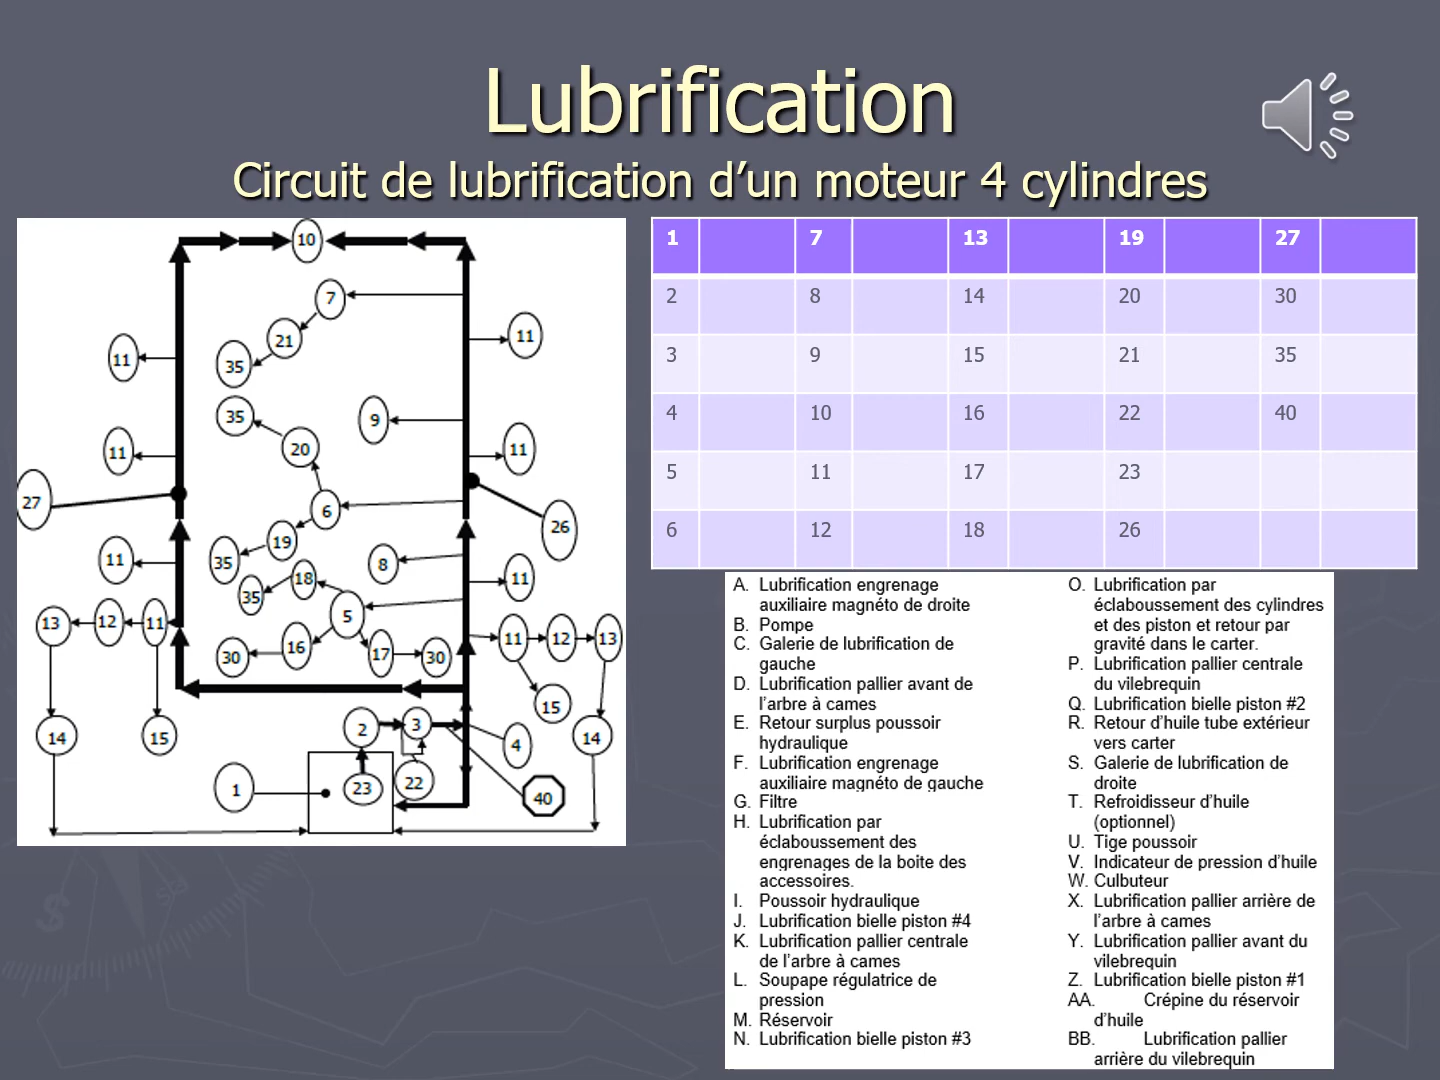 Lubrification
Circuit de lubrification d’un moteur 4 cylindres
10
7
11
21
11
35
35
9
20
11
11
27
6
26
19
35
11
8
18
11
35
5
13
12
11
11
12
13
16
17
30
30
15
2
3
14
15
4
14
1
23
22
40
1 7 13 19 27
2 8 14 20 30
3 9 15 21 35
4 10 16 22 40
5 11 17 23
6 12 18 26
A. Lubrification engrenage
auxiliaire magnéto de droite
B. Pompe
C. Galerie de lubrification de
gauche
D. Lubrification pallier avant de
l’arbre à cames
E. Retour surplus poussoir
hydraulique
F. Lubrification engrenage
auxiliaire magnéto de gauche
G. Filtre
H. Lubrification par
éclaboussement des
engrenages de la boite des
accessoires.
I. Poussoir hydraulique
J. Lubrification bielle piston #4
K. Lubrification pallier centrale
de l’arbre à cames
L. Soupape régulatrice de
pression
M. Réservoir
N. Lubrification bielle piston #3
O. Lubrification par
éclaboussement des cylindres
et des piston et retour par
gravité dans le carter.
P. Lubrification pallier centrale
du vilebrequin
Q. Lubrification bielle piston #2
R. Retour d’huile tube extérieur
vers carter
S. Galerie de lubrification de
droite
T. Refroidisseur d’huile
(optionnel)
U. Tige poussoir
V. Indicateur de pression d’huile
W. Culbuteur
X. Lubrification pallier arrière de
l’arbre à cames
Y. Lubrification pallier avant du
vilebrequin
Z. Lubrification bielle piston #1
AA. Crépine du réservoir
d’huile
BB. Lubrification pallier
arrière du vilebrequin